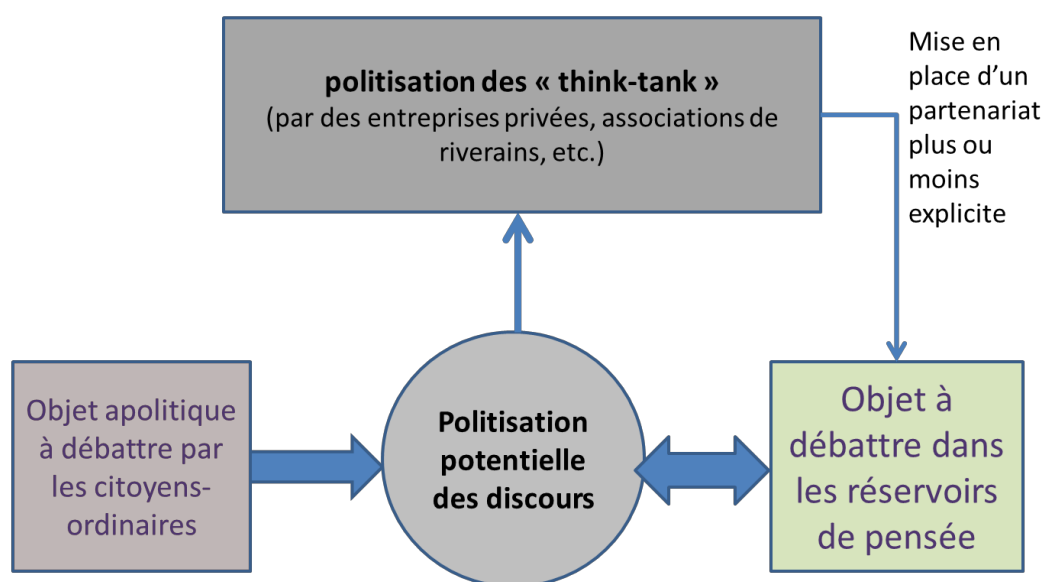 politisation des « think-tank »
(par des entreprises privées, associations de
riverains, etc.)
Mise en
place d’un
partenariat
plus ou
moins
explicite
Objet apolitique
à débattre par
les citoyens-
ordinaires
Politisation
potentielle
des discours
Objet à
débattre dans
les réservoirs
de pensée